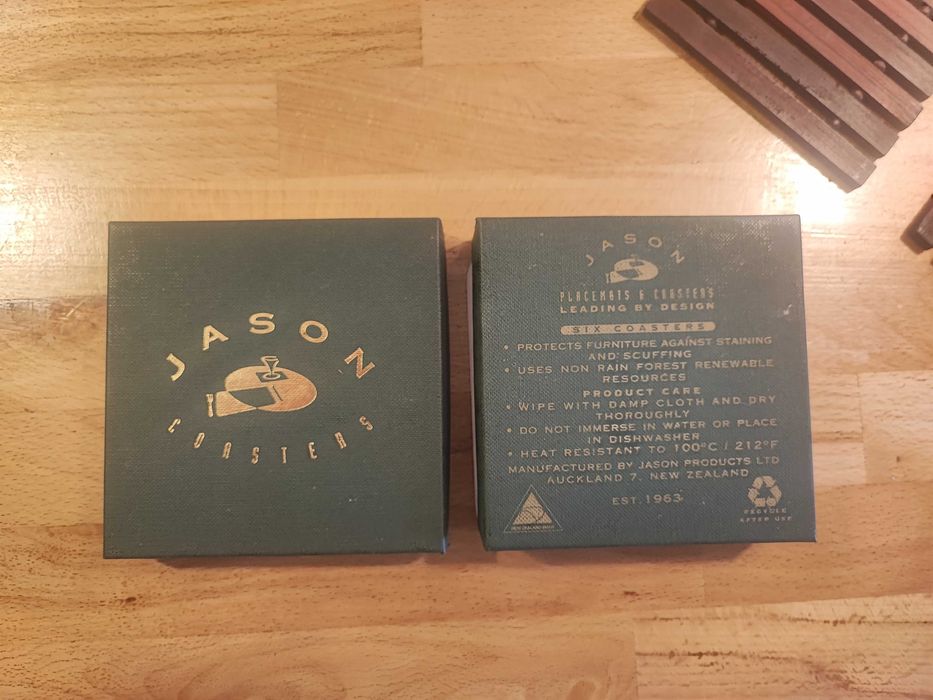 JASON
COASTERS
JASON
PLACEMATS & COASTERS
LEADING BY DESIGN
SIX COASTERS
• PROTECTS FURNITURE AGAINST STAINING
AND SCUFFING
• USES NON RAIN FOREST RENEWABLE
RESOURCES
PRODUCT CARE
• WIPE WITH DAMP CLOTH AND DRY
THOROUGHLY
• DO NOT IMMERSE IN WATER OR PLACE
IN DISHWASHER
• HEAT RESISTANT TO 100°C / 212°F
MANUFACTURED BY JASON PRODUCTS LTD
AUCKLAND 7, NEW ZEALAND
EST. 1963
NEW ZEALAND MADE
RECYCLE
AFTER USE